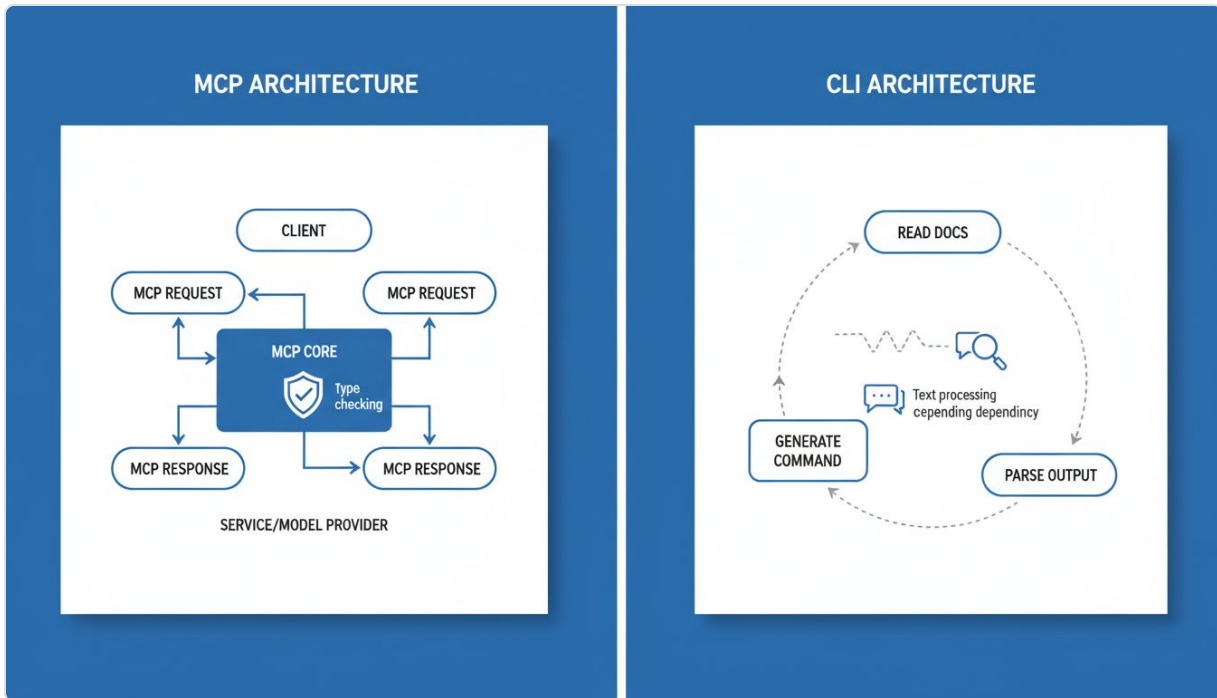 MCP ARCHITECTURE
CLIENT
MCP REQUEST
MCP REQUEST
MCP CORE
Type
checking
MCP RESPONSE
MCP RESPONSE
SERVICE/MODEL PROVIDER
CLI ARCHITECTURE
READ DOCS
Text processing
cepending dependincy
GENERATE
COMMAND
PARSE OUTPUT